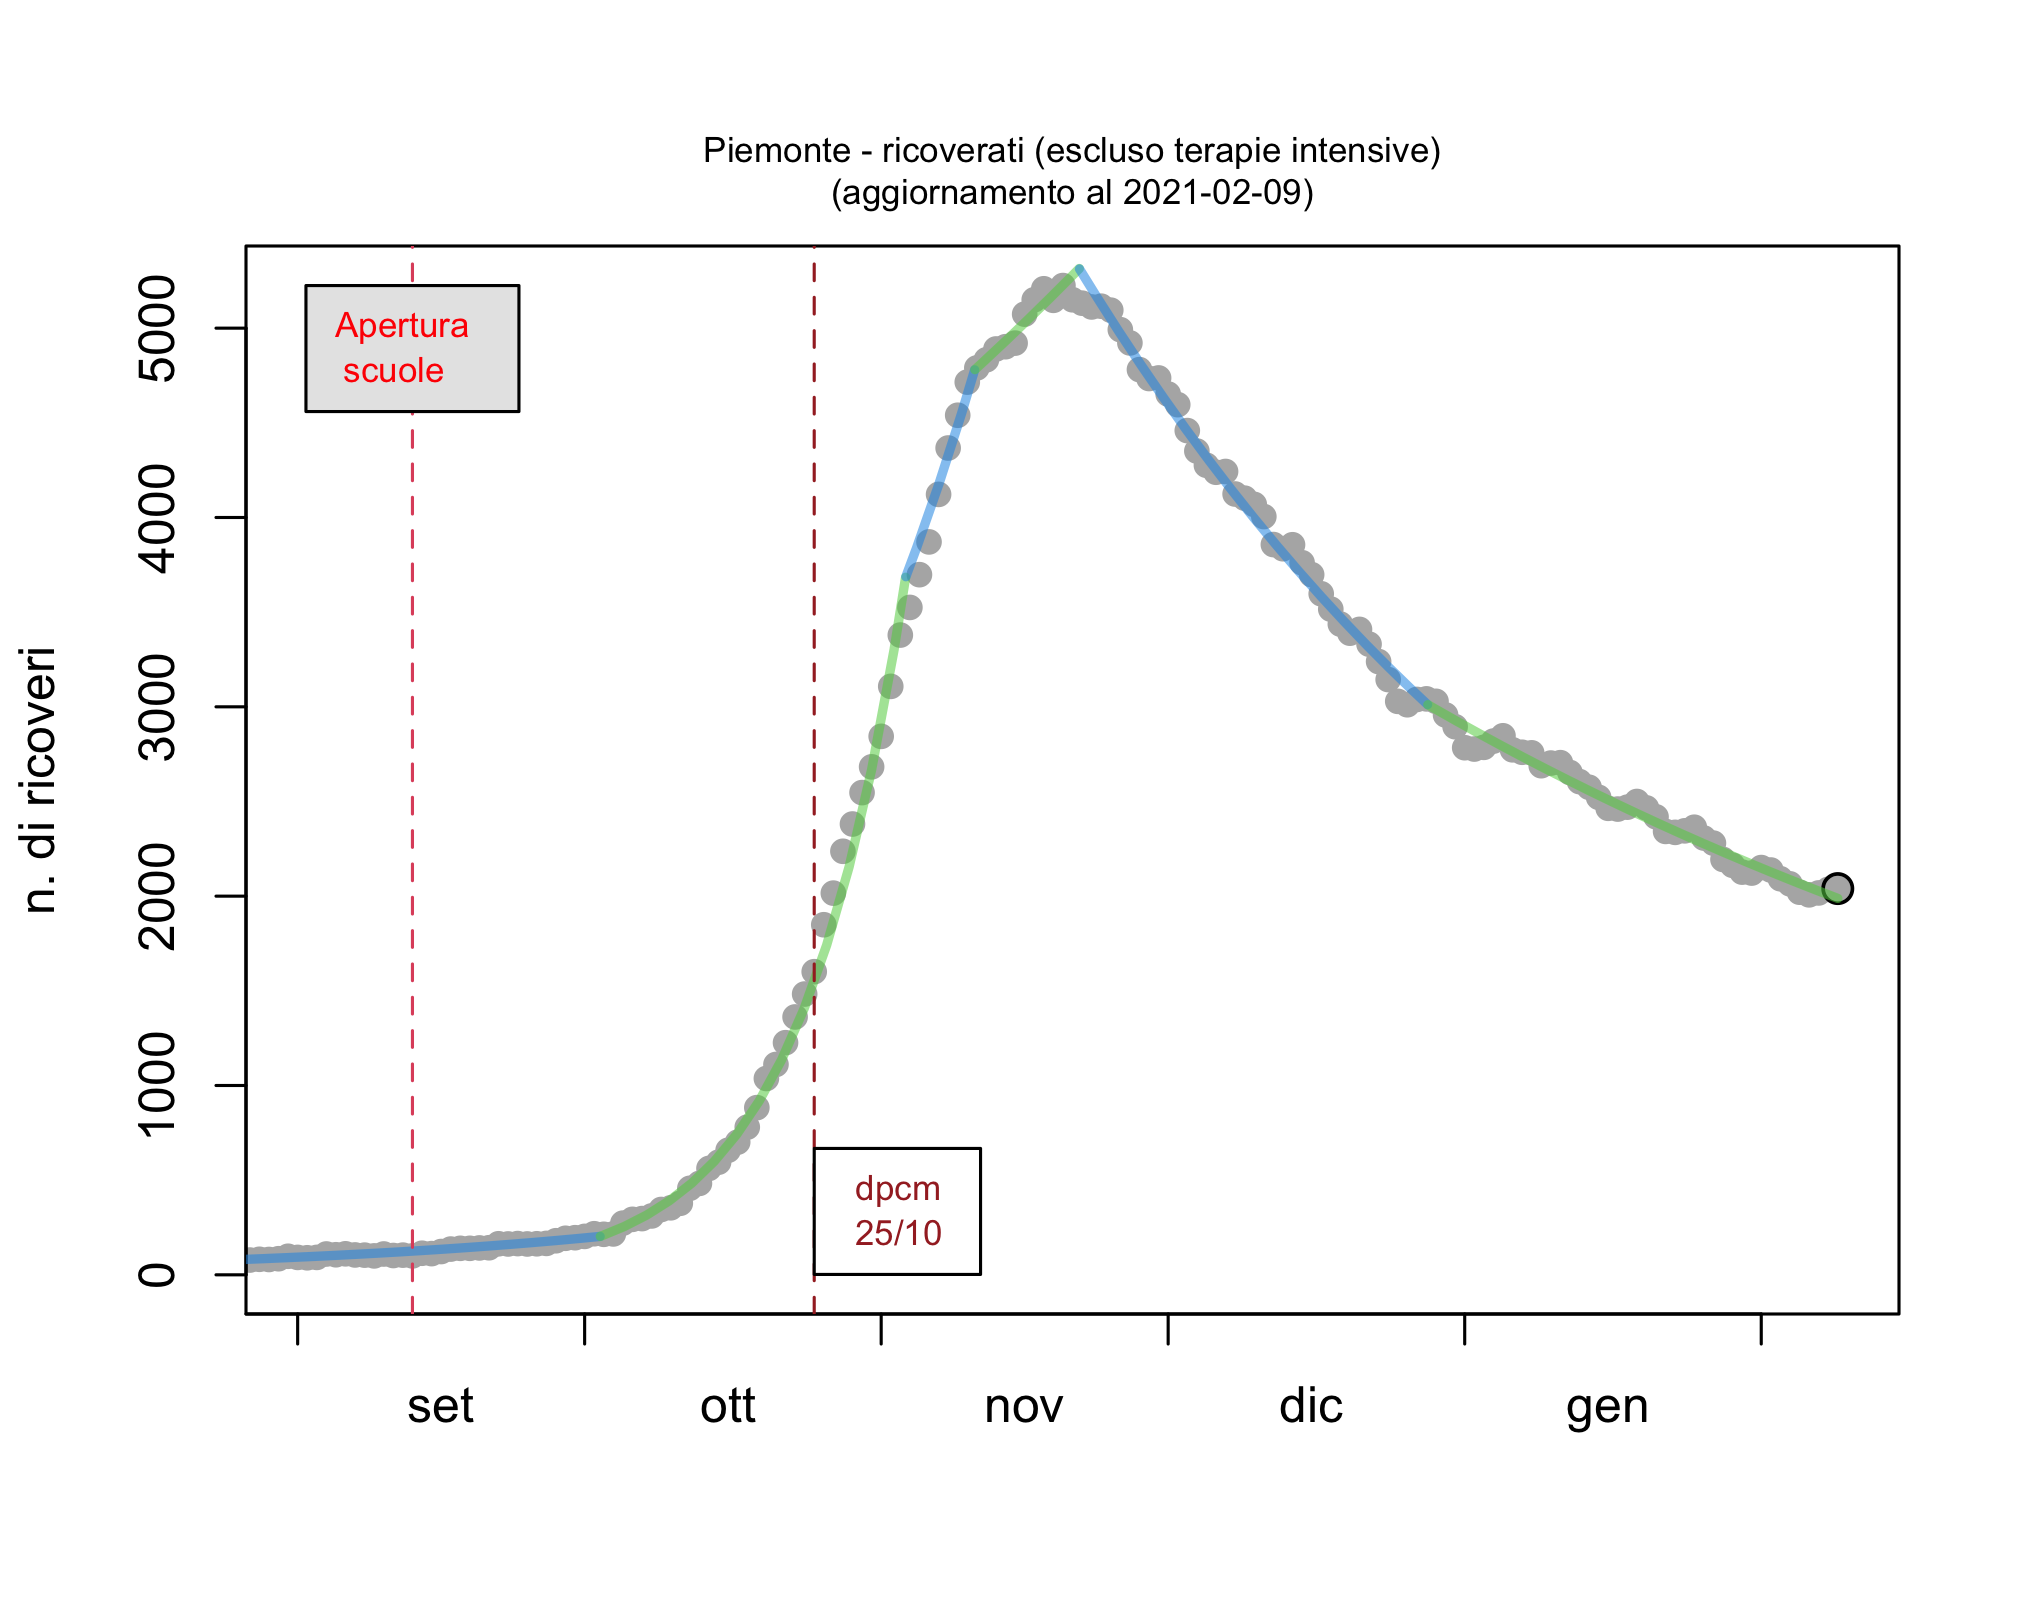 Piemonte - ricoverati (escluso terapie intensive)
(aggiornamento al 2021-02-09)
n. di ricoveri
5000
4000
3000
2000
1000
0
Apertura
scuole
dpcm
25/10
set
ott
nov
dic
gen